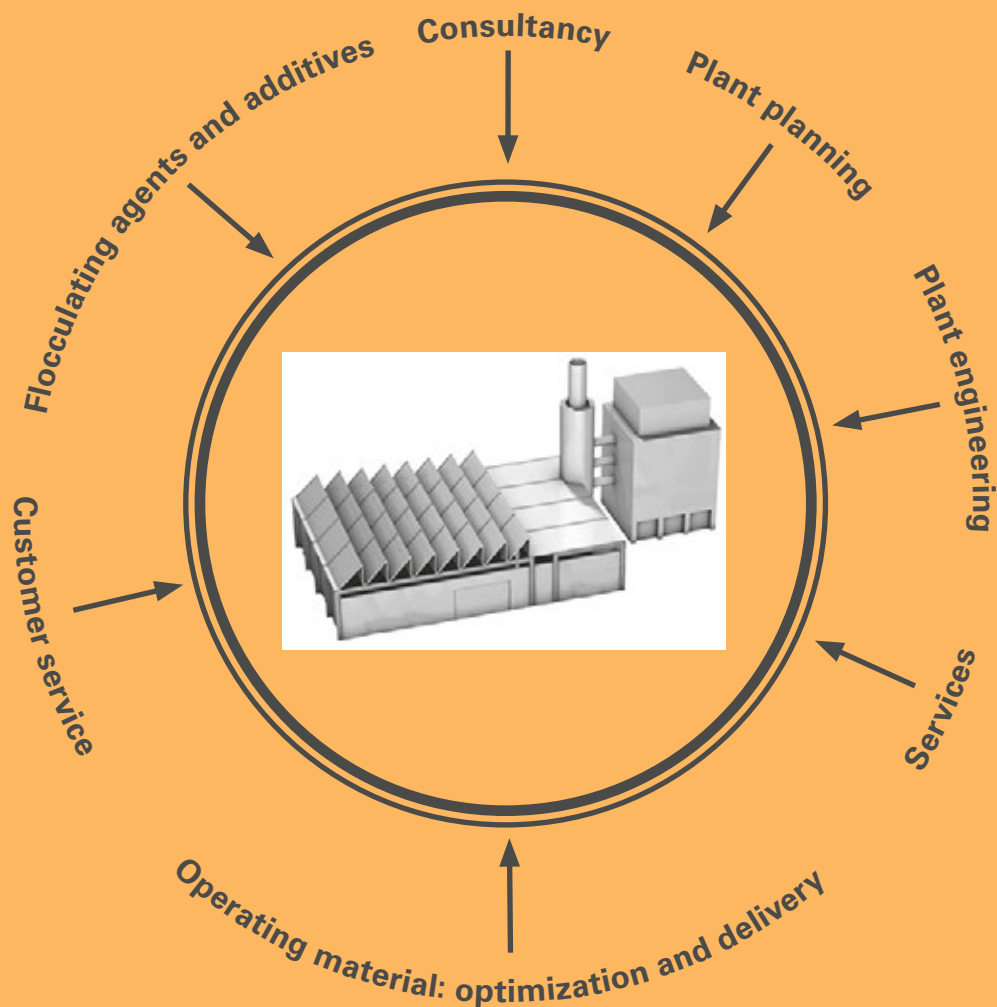 Consultancy
Plant planning
Plant engineering
Services
Operating material: optimization and delivery
Customer service
Flocculating agents and additives